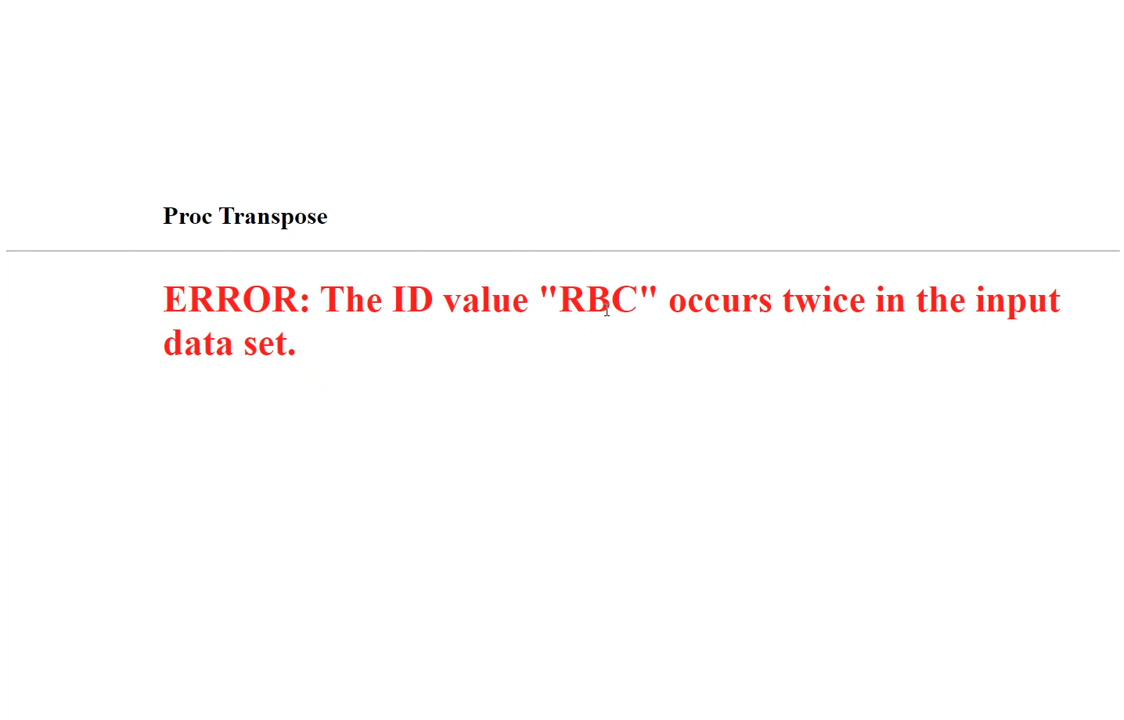 Proc Transpose
ERROR: The ID value "RBC" occurs twice in the input
data set.